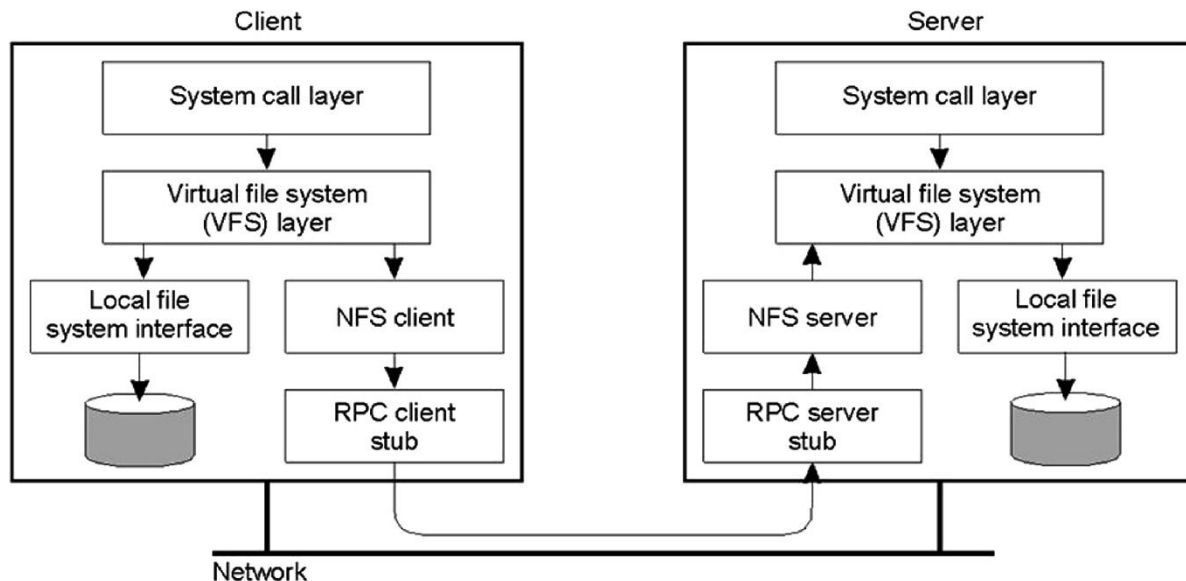 Client
Server
System call layer
Virtual file system
(VFS) layer
Local file
system interface
NFS client
RPC client
stub
System call layer
Virtual file system
(VFS) layer
NFS server
Local file
system interface
RPC server
stub
Network